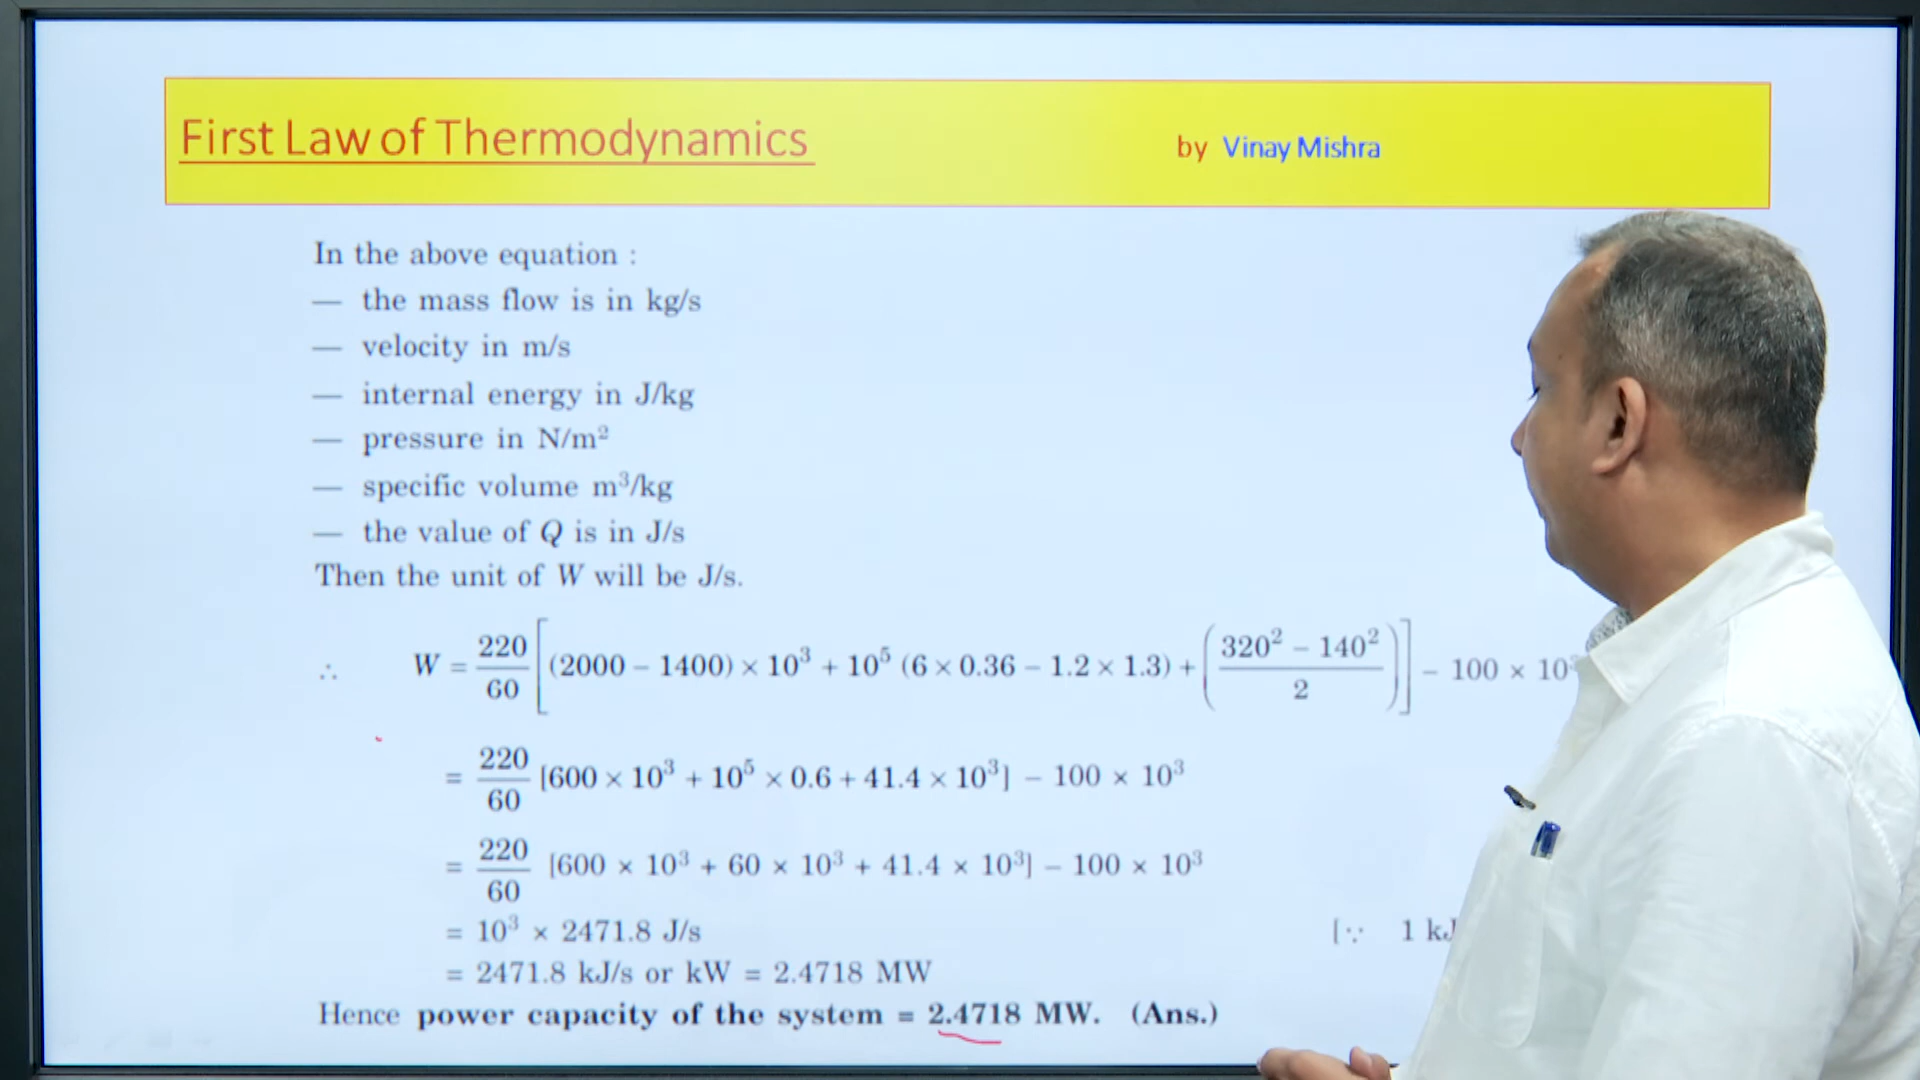 First Law of Thermodynamics by Vinay Mishra
In the above equation :
— the mass flow is in kg/s
— velocity in m/s
— internal energy in J/kg
— pressure in N/m²
— specific volume m³/kg
— the value of Q is in J/s
Then the unit of W will be J/s.
∴ W = 220/60 [(2000 − 1400) × 10³ + 10⁵ (6 × 0.36 − 1.2 × 1.3) + ((320² − 140²)/2)] − 100 × 10³
= 220/60 [600 × 10³ + 10⁵ × 0.6 + 41.4 × 10³] − 100 × 10³
= 220/60 [600 × 10³ + 60 × 10³ + 41.4 × 10³] − 100 × 10³
= 10³ × 2471.8 J/s [∵ 1 kJ
= 2471.8 kJ/s or kW = 2.4718 MW
Hence power capacity of the system = 2.4718 MW. (Ans.)